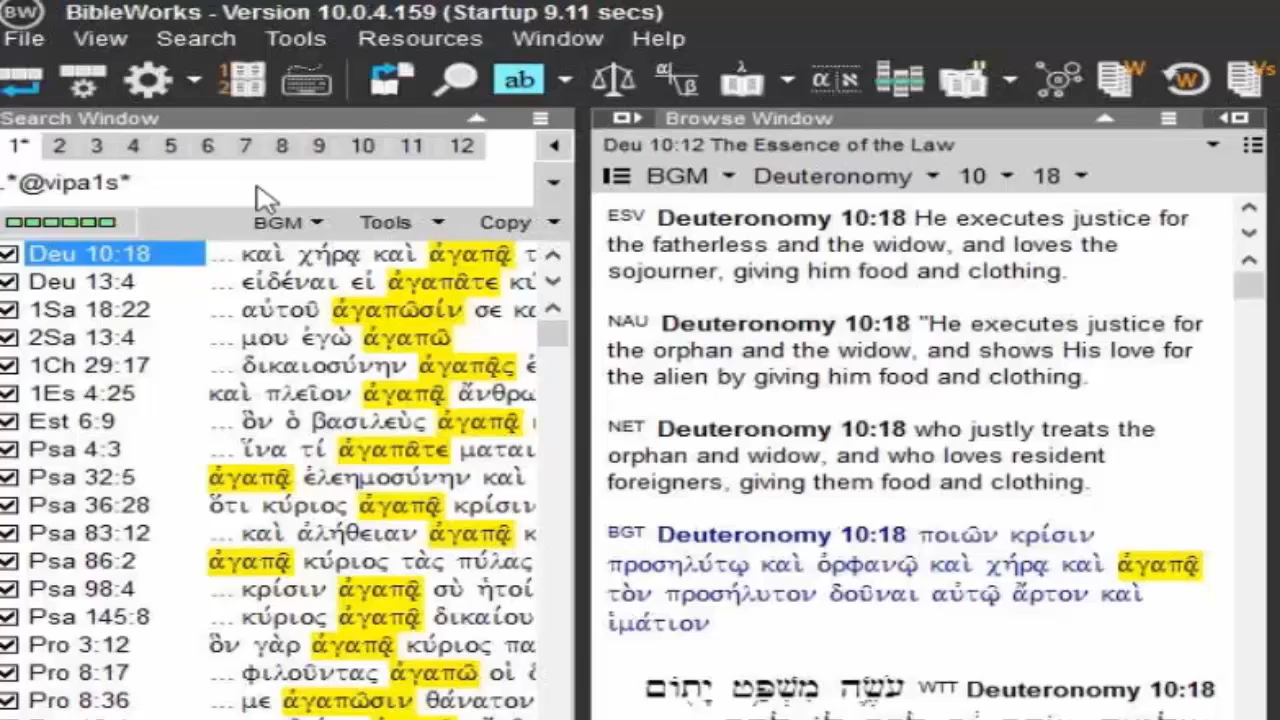 BW BibleWorks - Version 10.0.4.159 (Startup 9.11 secs)
File View Search Tools Resources Window Help
Search Window
1* 2 3 4 5 6 7 8 9 10 11 12
.*@vipa1s*
BGM Tools Copy
Deu 10:18 ... καὶ χήρᾳ καὶ ἀγαπᾷ τ
Deu 13:4 ... εἰδέναι εἰ ἀγαπᾶτε κύ
1Sa 18:22 ... αὐτοῦ ἀγαπῶσίν σε κα
2Sa 13:4 ... μου ἐγὼ ἀγαπῶ
1Ch 29:17 ... δικαιοσύνην ἀγαπᾷς ἐ
1Es 4:25 καὶ πλεῖον ἀγαπᾷ ἄνθρω
Est 6:9 ... ὃν ὁ βασιλεὺς ἀγαπᾷ
Psa 4:3 ... ἵνα τί ἀγαπᾶτε μαται
Psa 32:5 ἀγαπᾷ ἐλεημοσύνην καὶ
Psa 36:28 ὅτι κύριος ἀγαπᾷ κρίσιν
Psa 83:12 ... καὶ ἀλήθειαν ἀγαπᾷ κ
Psa 86:2 ἀγαπᾷ κύριος τὰς πύλας
Psa 98:4 ... κρίσιν ἀγαπᾷ σὺ ἡτοί
Psa 145:8 ... κύριος ἀγαπᾷ δικαίου
Pro 3:12 ὃν γὰρ ἀγαπᾷ κύριος πα
Pro 8:17 ... φιλοῦντας ἀγαπῶ οἱ δ
Pro 8:36 ... με ἀγαπῶσιν θάνατον
Browse Window
Deu 10:12 The Essence of the Law
BGM Deuteronomy 10 18
ESV Deuteronomy 10:18 He executes justice for
the fatherless and the widow, and loves the
sojourner, giving him food and clothing.
NAU Deuteronomy 10:18 "He executes justice for
the orphan and the widow, and shows His love for
the alien by giving him food and clothing.
NET Deuteronomy 10:18 who justly treats the
orphan and widow, and who loves resident
foreigners, giving them food and clothing.
BGT Deuteronomy 10:18 ποιῶν κρίσιν
προσηλύτῳ καὶ ὀρφανῷ καὶ χήρᾳ καὶ ἀγαπᾷ
τὸν προσήλυτον δοῦναι αὐτῷ ἄρτον καὶ
ἱμάτιον
WTT Deuteronomy 10:18 עֹשֶׂה מִשְׁפַּט יָתוֹם